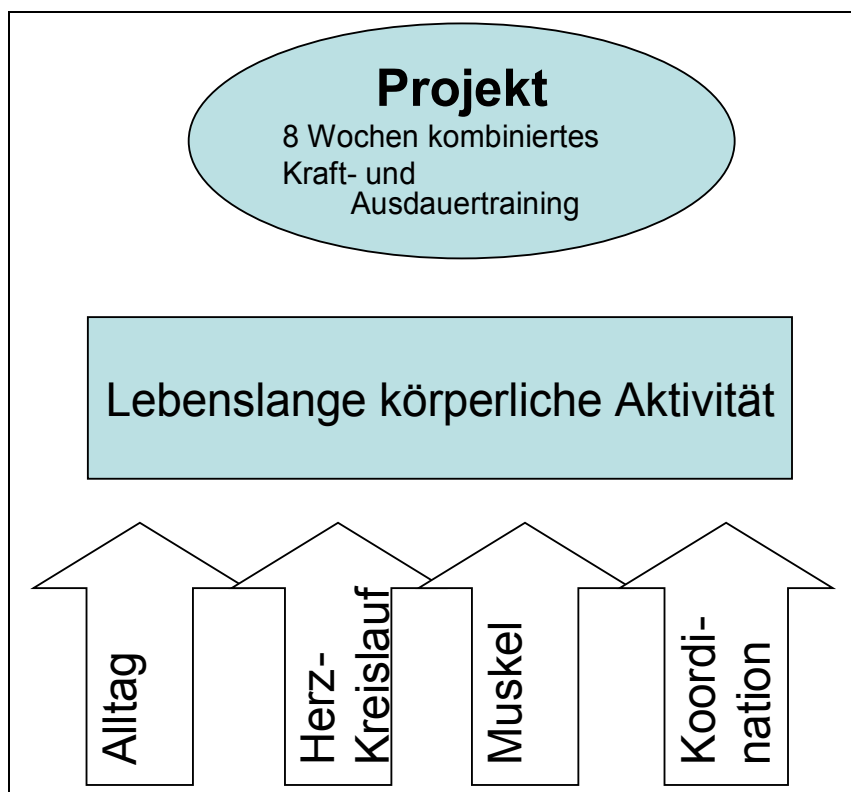 Projekt
8 Wochen kombiniertes
Kraft- und
Ausdauertraining
Lebenslange körperliche Aktivität
Alltag
Herz-
Kreislauf
Muskel
Koordi-
nation